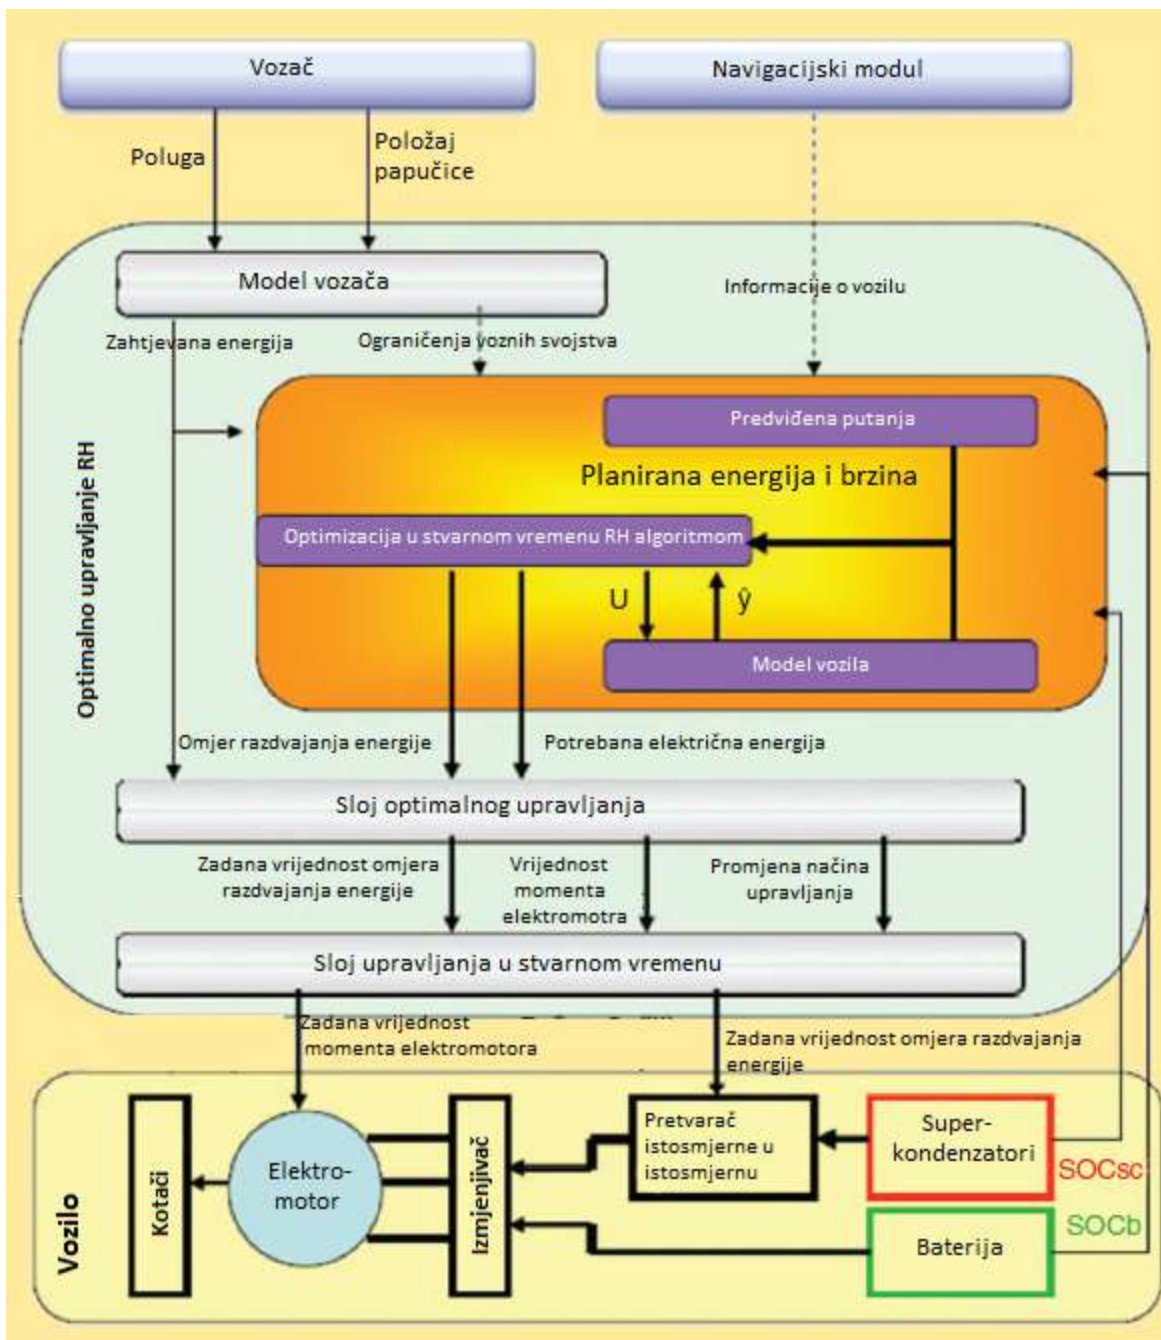 Vozač
Navigacijski modul
Poluga
Položaj
papučice
Model vozača
Informacije o vozilu
Zahtjevana energija
Ograničenja voznih svojstva
Predviđena putanja
Planirana energija i brzina
Optimizacija u stvarnom vremenu RH algoritmom
U
ŷ
Model vozila
Optimalno upravljanje RH
Omjer razdvajanja energije
Potrebana električna energija
Sloj optimalnog upravljanja
Zadana vrijednost omjera
razdvajanja energije
Vrijednost
momenta
elektromotra
Promjena načina
upravljanja
Sloj upravljanja u stvarnom vremenu
Zadana vrijednost
momenta elektromotora
Zadana vrijednost omjera razdvajanja
energije
Vozilo
Kotači
Elektro-
motor
Izmjenjivač
Pretvarač
istosmjerne u
istosmjernu
Super-
kondenzatori
SOCsc
SOCb
Baterija